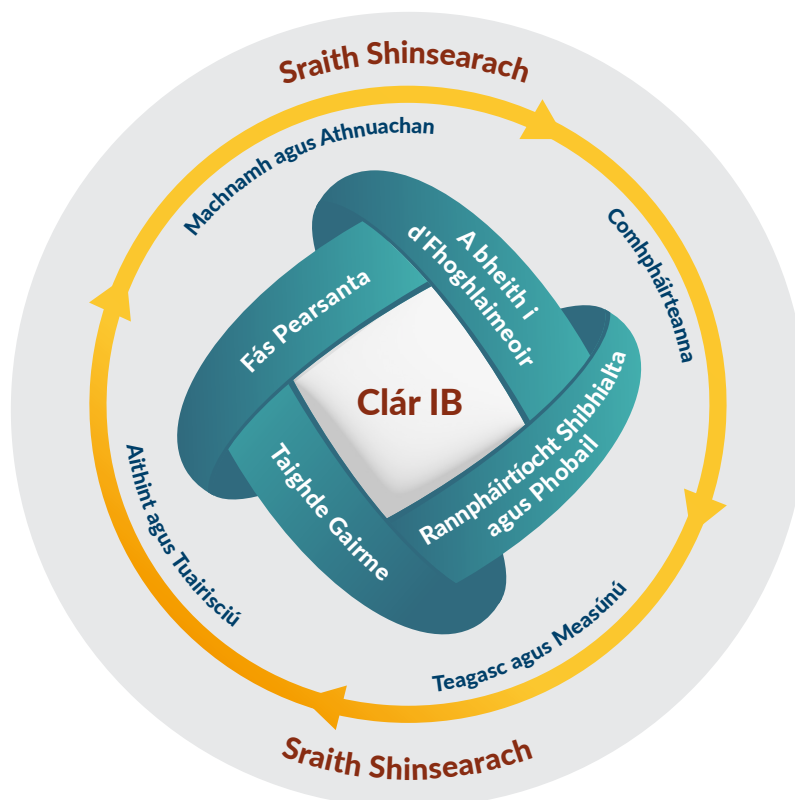 Sraith Shinsearach
Machnamh agus Athnuachan
Comhpháirteanna
A bheith i
d'Fhoghlaimeoir
Fás Pearsanta
Clár IB
Rannpháirtíocht Shibhialta
agus Phobail
Taighde Gairme
Aithint agus Tuairisciú
Teagasc agus Measúnú
Sraith Shinsearach